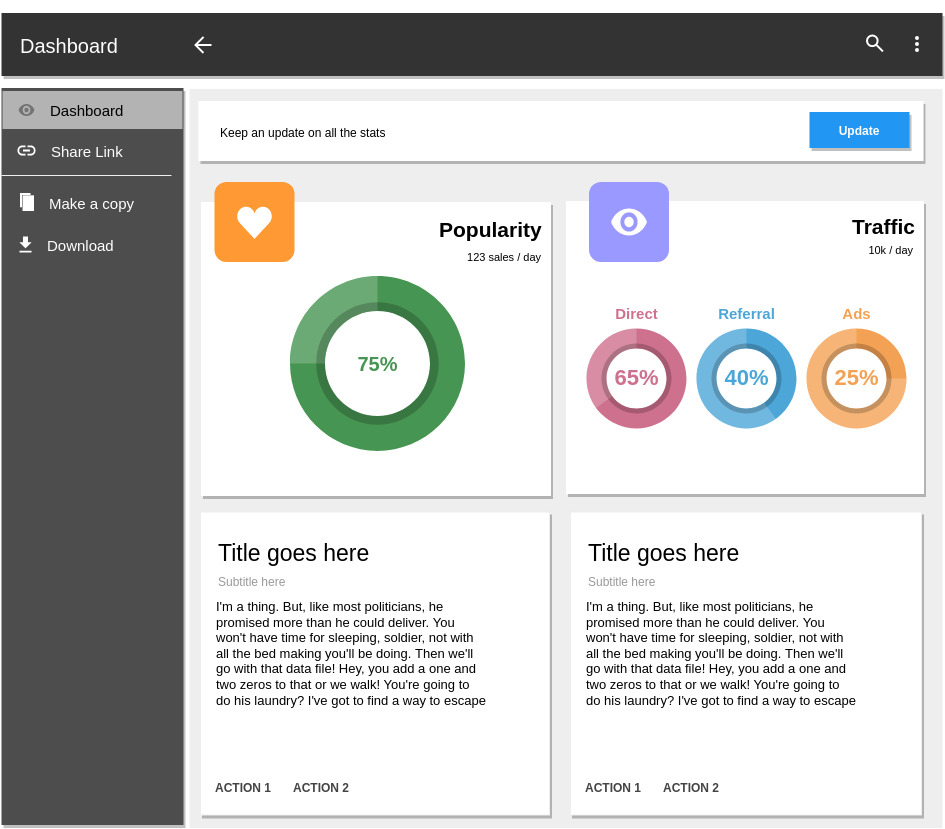 Dashboard
Dashboard
Share Link
Make a copy
Download
Keep an update on all the stats
Update
Popularity
123 sales / day
75%
Traffic
10k / day
Direct
Referral
Ads
65%
40%
25%
Title goes here
Subtitle here
I'm a thing. But, like most politicians, he
promised more than he could deliver. You
won't have time for sleeping, soldier, not with
all the bed making you'll be doing. Then we'll
go with that data file! Hey, you add a one and
two zeros to that or we walk! You're going to
do his laundry? I've got to find a way to escape
ACTION 1
ACTION 2
Title goes here
Subtitle here
I'm a thing. But, like most politicians, he
promised more than he could deliver. You
won't have time for sleeping, soldier, not with
all the bed making you'll be doing. Then we'll
go with that data file! Hey, you add a one and
two zeros to that or we walk! You're going to
do his laundry? I've got to find a way to escape
ACTION 1
ACTION 2